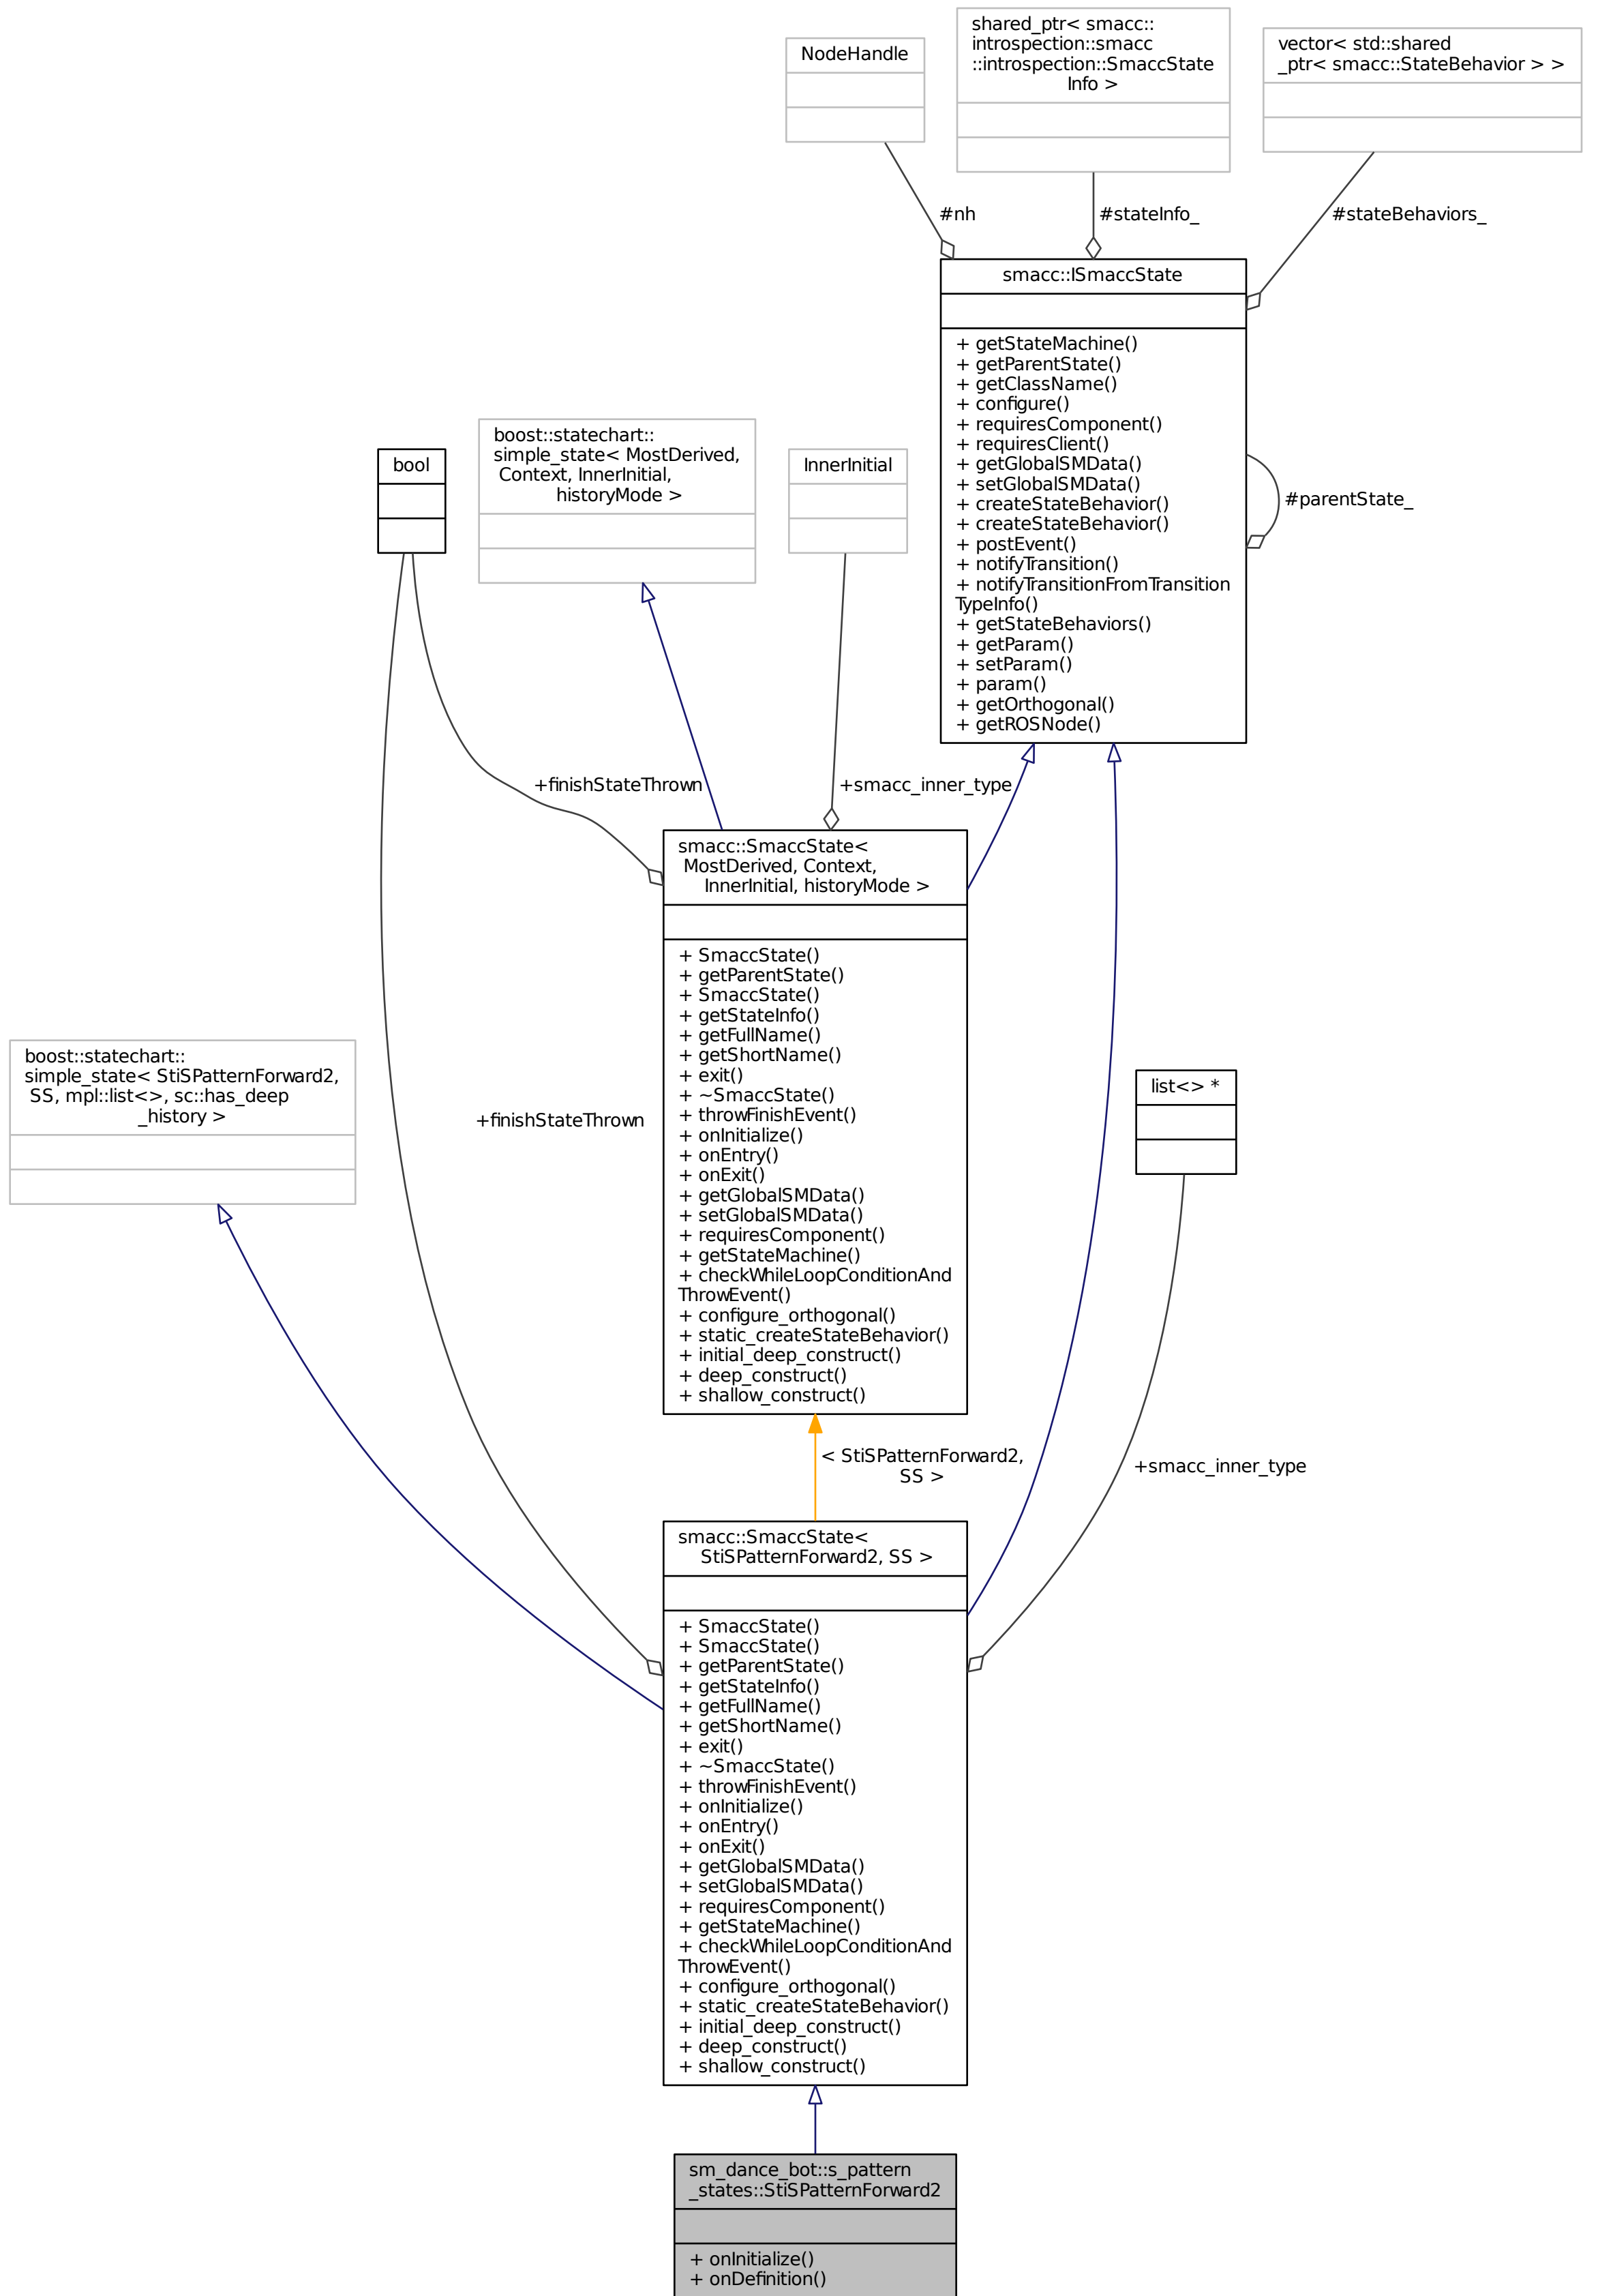 NodeHandle
shared_ptr< smacc::
introspection::smacc
::introspection::SmaccState
Info >
vector< std::shared
_ptr< smacc::StateBehavior > >
#nh
#stateInfo_
#stateBehaviors_
smacc::ISmaccState
+ getStateMachine()
+ getParentState()
+ getClassName()
+ configure()
+ requiresComponent()
+ requiresClient()
+ getGlobalSMData()
+ setGlobalSMData()
+ createStateBehavior()
+ createStateBehavior()
+ postEvent()
+ notifyTransition()
+ notifyTransitionFromTransition
TypeInfo()
+ getStateBehaviors()
+ getParam()
+ setParam()
+ param()
+ getOrthogonal()
+ getROSNode()
#parentState_
bool
boost::statechart::
simple_state< MostDerived,
Context, InnerInitial,
historyMode >
InnerInitial
+finishStateThrown
+smacc_inner_type
smacc::SmaccState<
MostDerived, Context,
InnerInitial, historyMode >
+ SmaccState()
+ getParentState()
+ SmaccState()
+ getStateInfo()
+ getFullName()
+ getShortName()
+ exit()
+ ~SmaccState()
+ throwFinishEvent()
+ onInitialize()
+ onEntry()
+ onExit()
+ getGlobalSMData()
+ setGlobalSMData()
+ requiresComponent()
+ getStateMachine()
+ checkWhileLoopConditionAnd
ThrowEvent()
+ configure_orthogonal()
+ static_createStateBehavior()
+ initial_deep_construct()
+ deep_construct()
+ shallow_construct()
boost::statechart::
simple_state< StiSPatternForward2,
SS, mpl::list<>, sc::has_deep
_history >
+finishStateThrown
list<> *
< StiSPatternForward2,
SS >
+smacc_inner_type
smacc::SmaccState<
StiSPatternForward2, SS >
+ SmaccState()
+ SmaccState()
+ getParentState()
+ getStateInfo()
+ getFullName()
+ getShortName()
+ exit()
+ ~SmaccState()
+ throwFinishEvent()
+ onInitialize()
+ onEntry()
+ onExit()
+ getGlobalSMData()
+ setGlobalSMData()
+ requiresComponent()
+ getStateMachine()
+ checkWhileLoopConditionAnd
ThrowEvent()
+ configure_orthogonal()
+ static_createStateBehavior()
+ initial_deep_construct()
+ deep_construct()
+ shallow_construct()
sm_dance_bot::s_pattern
_states::StiSPatternForward2
+ onInitialize()
+ onDefinition()